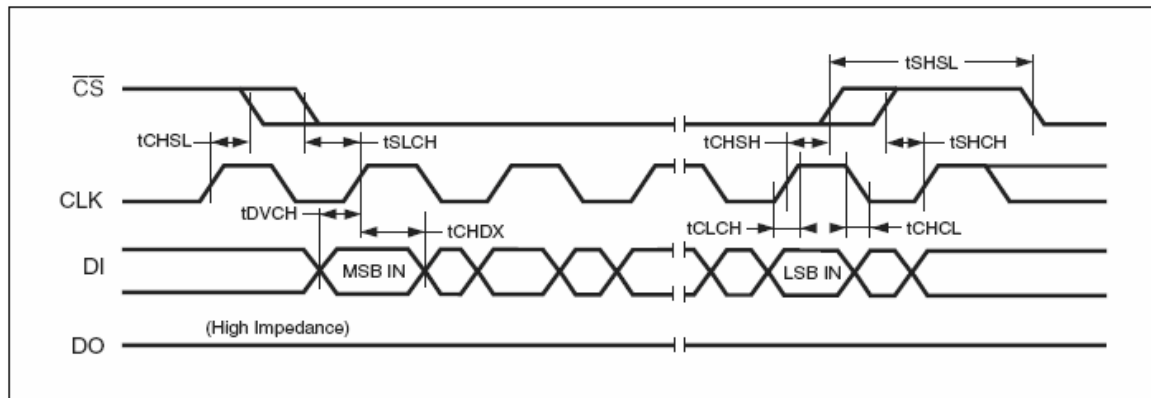 tSHSL
CS
tCHSL
tSLCH
tCHSH
tSHCH
CLK
tDVCH
tCHDX
tCLCH
tCHCL
DI
MSB IN
LSB IN
(High Impedance)
DO